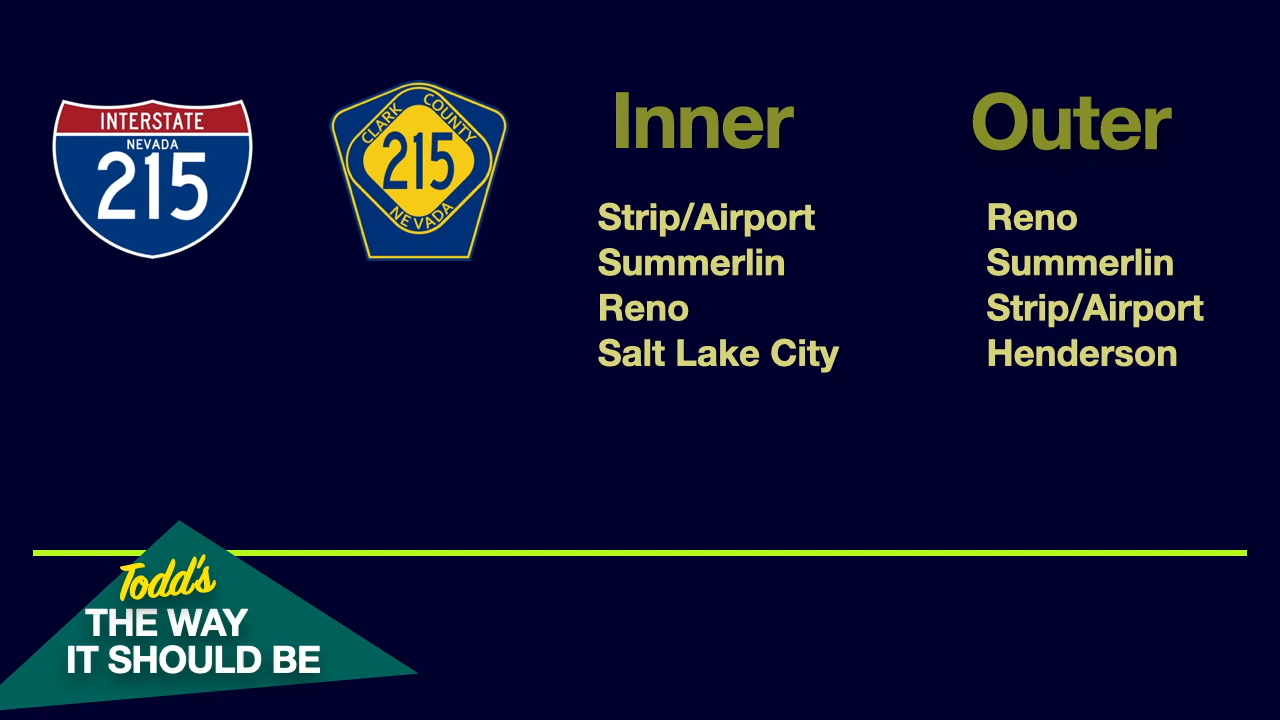 INTERSTATE
NEVADA
215
CLARK COUNTY
215
NEVADA
Inner
Strip/Airport
Summerlin
Reno
Salt Lake City
Outer
Reno
Summerlin
Strip/Airport
Henderson
Todd's
THE WAY
IT SHOULD BE